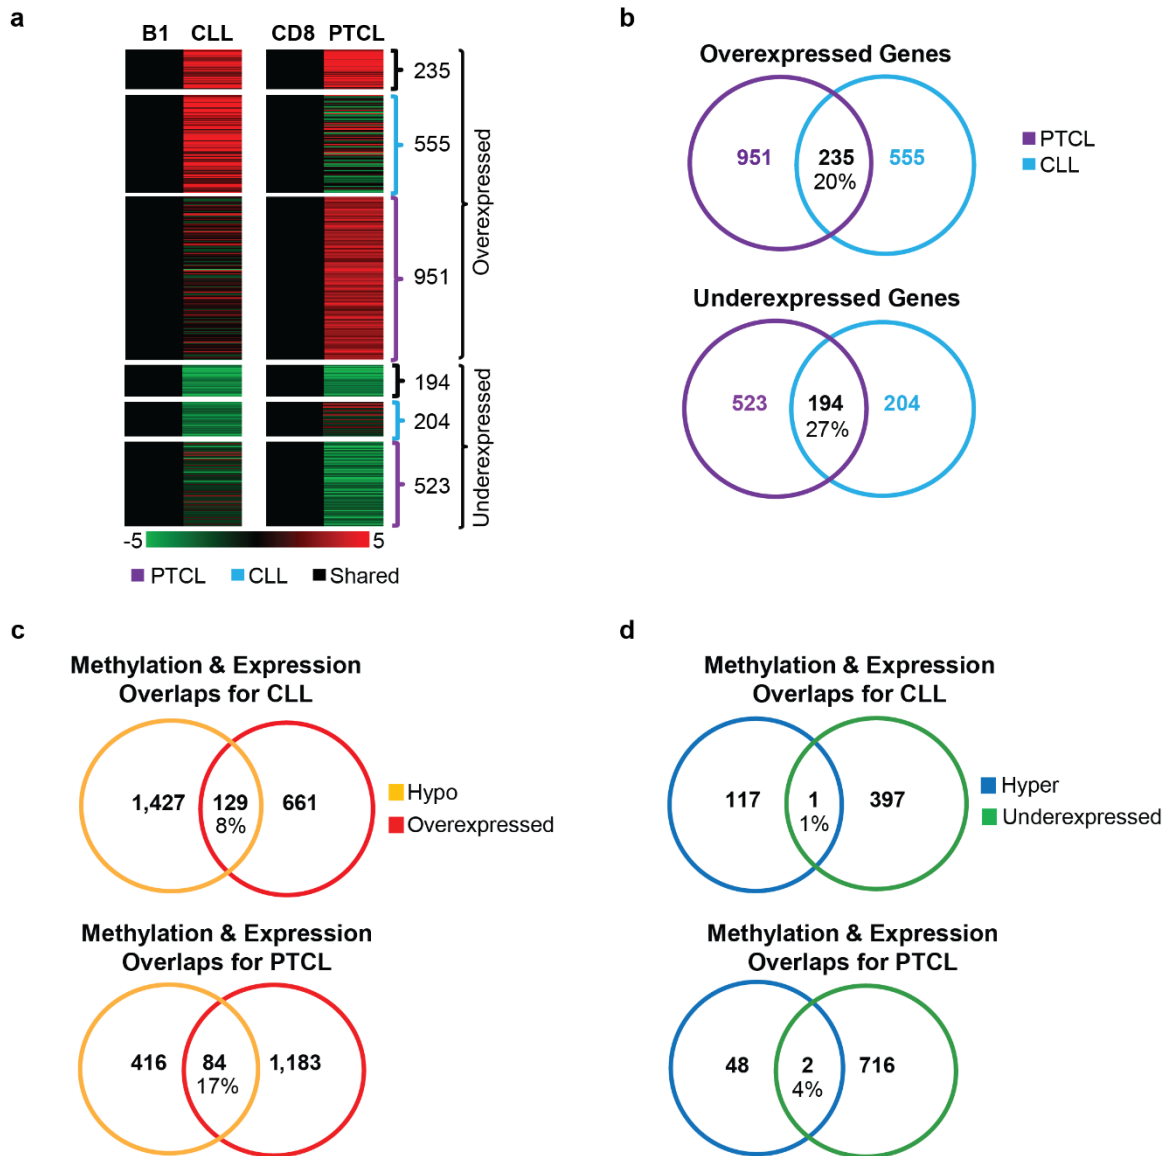 a
B1 CLL CD8 PTCL
235
555
951
Overexpressed
194
204
523
Underexpressed
-5 5
PTCL CLL Shared
b
Overexpressed Genes
951 235 555
20%
PTCL
CLL
Underexpressed Genes
523 194 204
27%
c
Methylation & Expression
Overlaps for CLL
1,427 129 661
8%
Hypo
Overexpressed
Methylation & Expression
Overlaps for PTCL
416 84 1,183
17%
d
Methylation & Expression
Overlaps for CLL
117 1 397
1%
Hyper
Underexpressed
Methylation & Expression
Overlaps for PTCL
48 2 716
4%